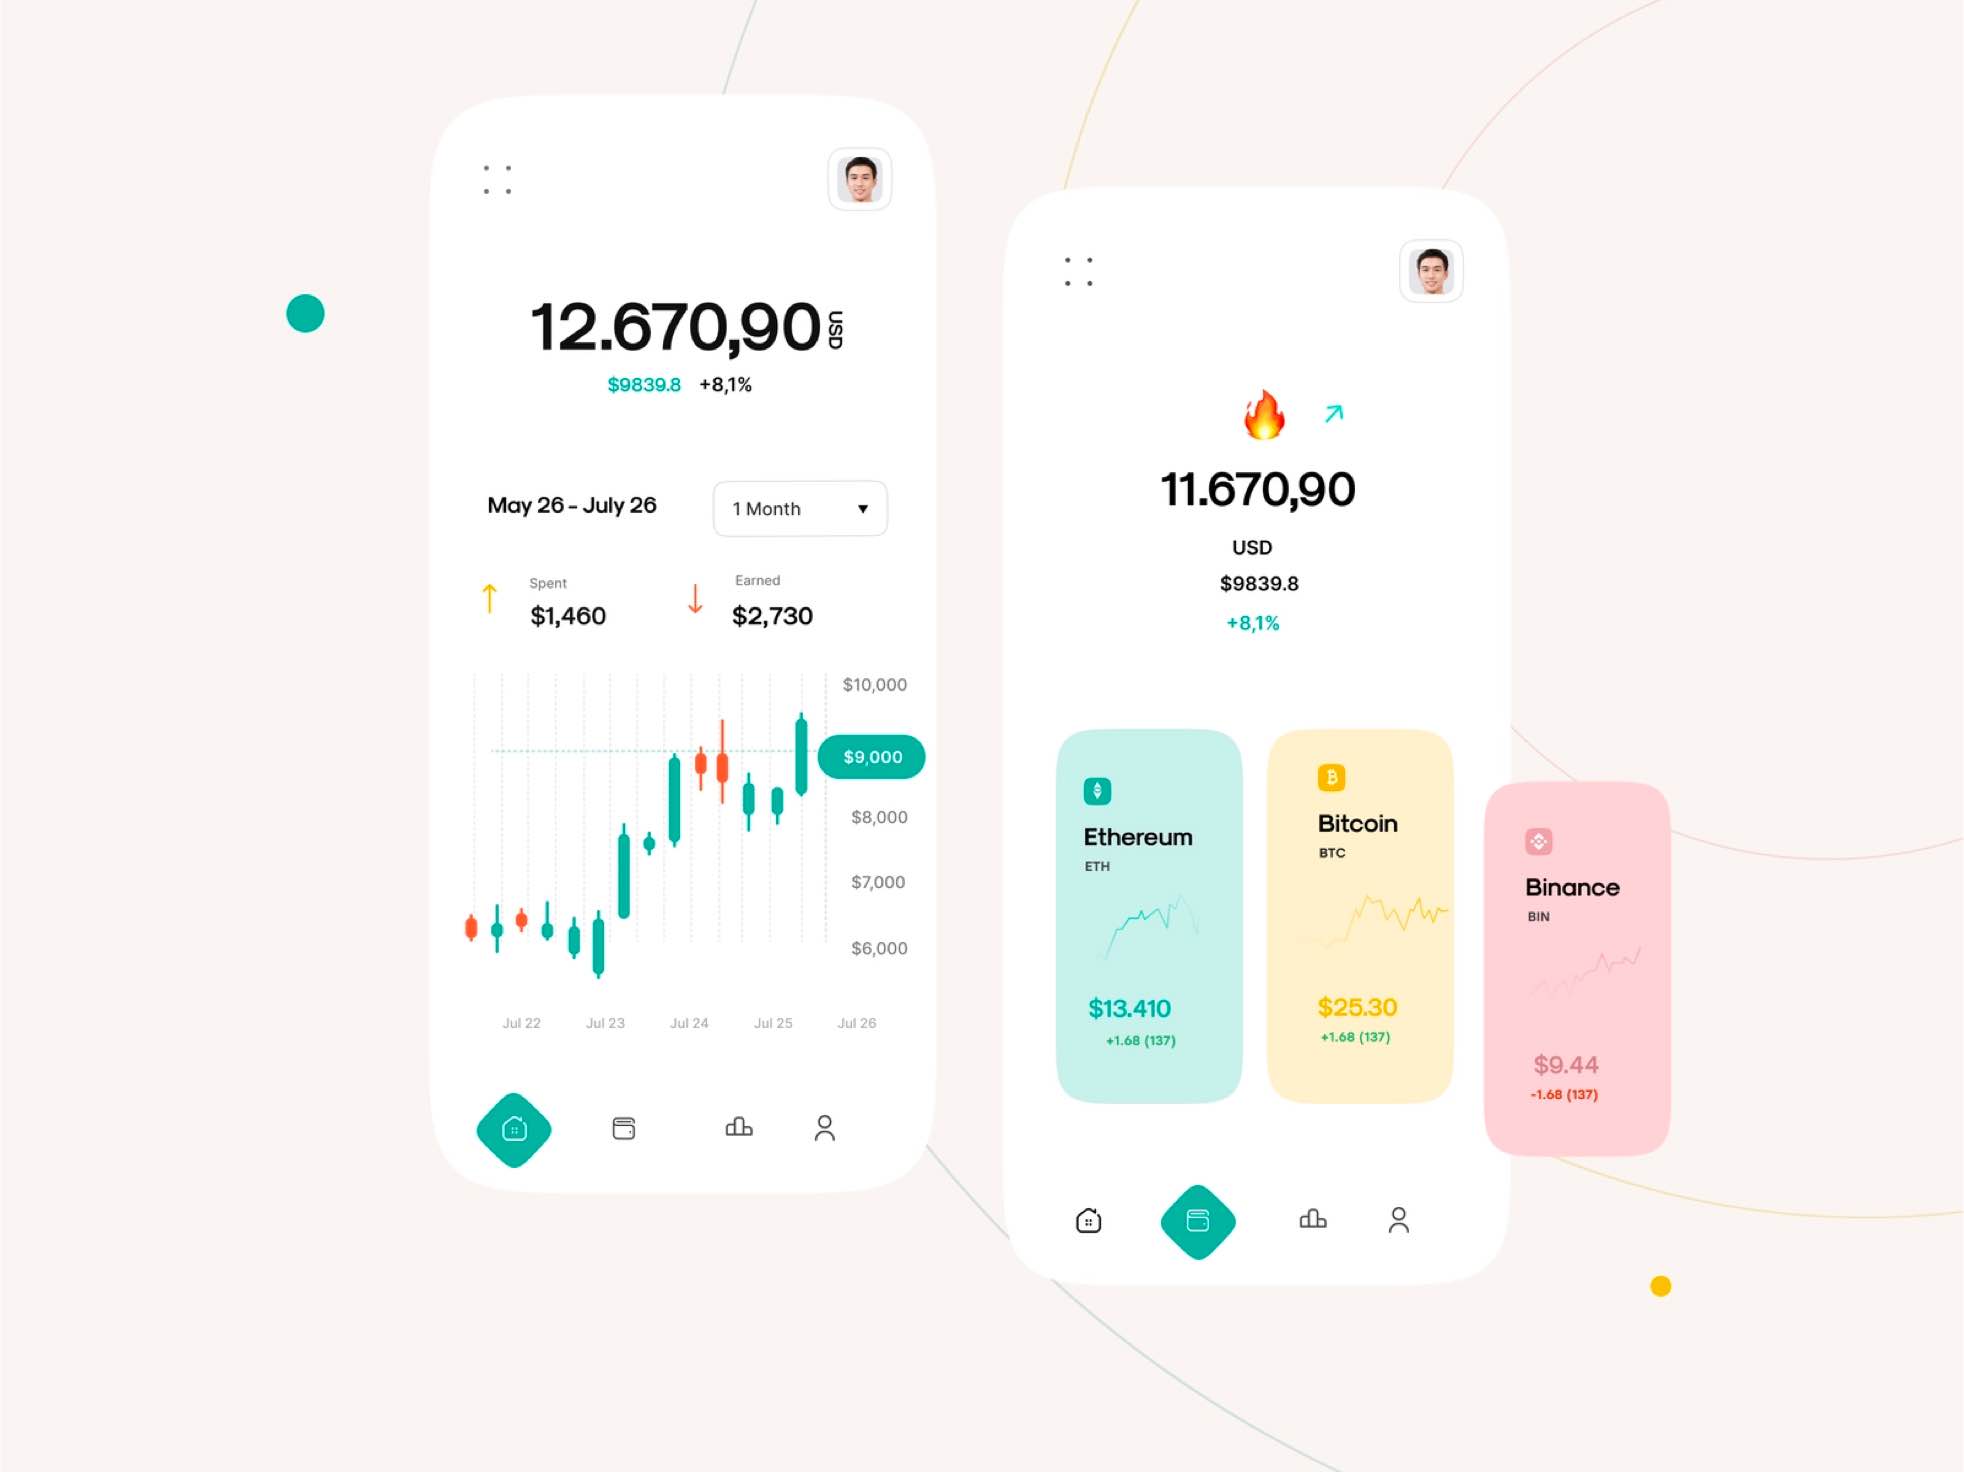 12.670,90 USD
$9839.8 +8,1%
May 26 - July 26
1 Month
Spent
$1,460
Earned
$2,730
$10,000
$9,000
$8,000
$7,000
$6,000
Jul 22 Jul 23 Jul 24 Jul 25 Jul 26
11.670,90
USD
$9839.8
+8,1%
Ethereum
ETH
$13.410
+1.68 (137)
Bitcoin
BTC
$25.30
+1.68 (137)
Binance
BIN
$9.44
-1.68 (137)